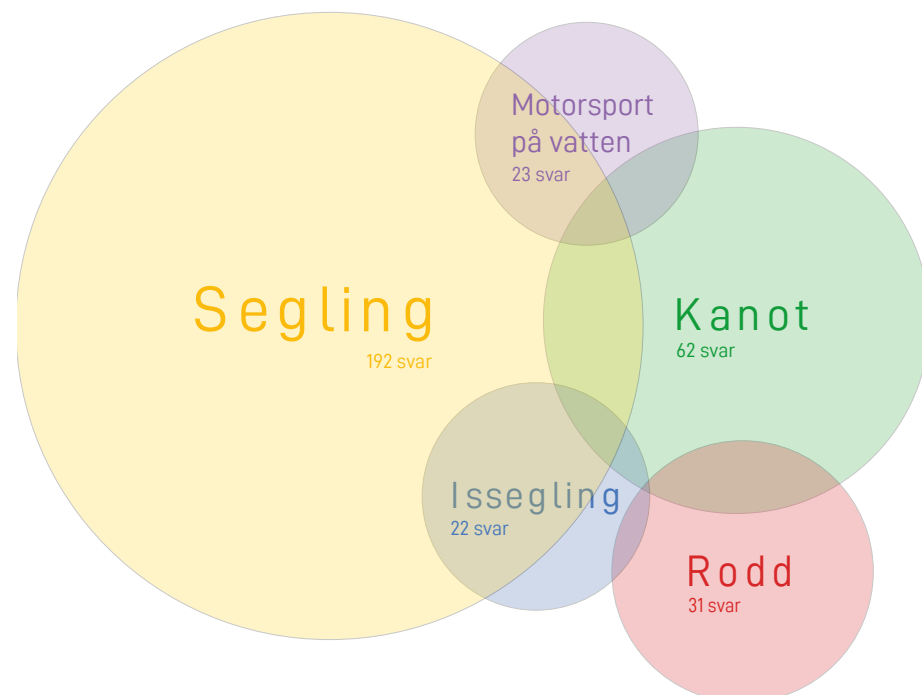 Motorsport
på vatten
23 svar
Segling
192 svar
Kanot
62 svar
Issegling
22 svar
Rodd
31 svar